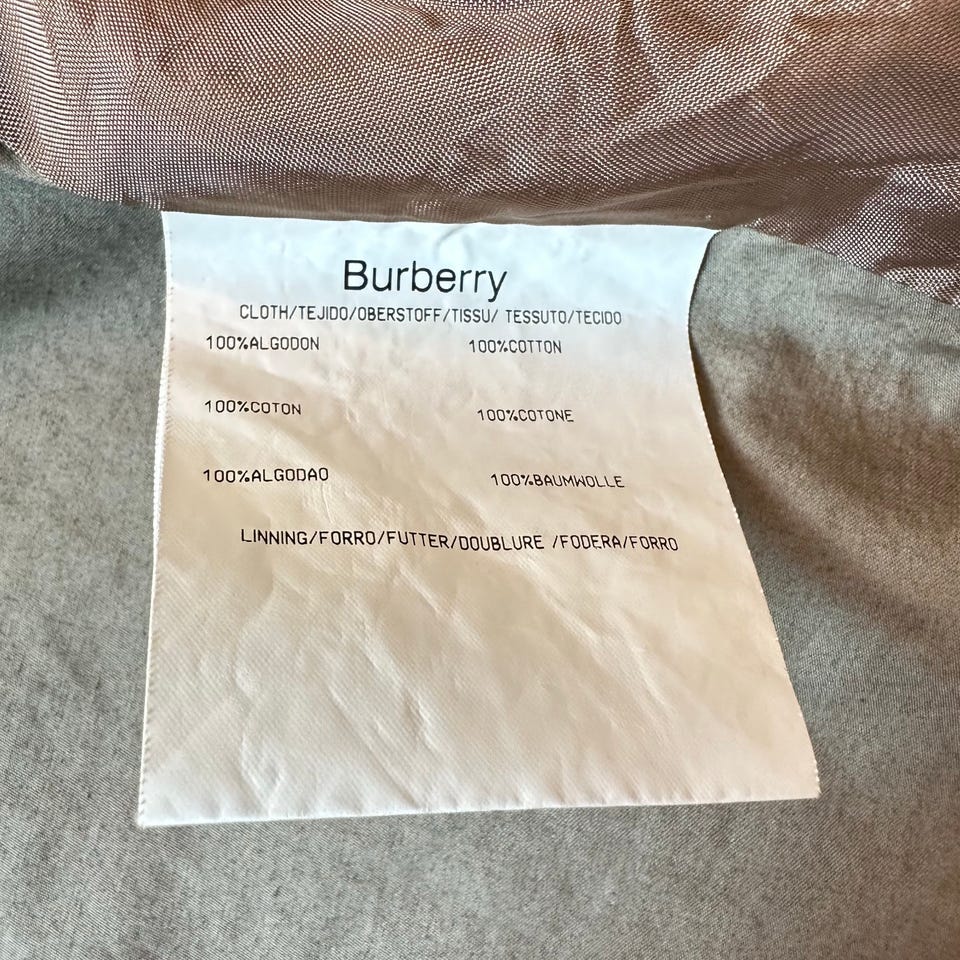 Burberry
CLOTH/TEJIDO/OBERSTOFF/TISSU/ TESSUTO/TECIDO
100%ALGODON 100%COTTON
100%COTON 100%COTONE
100%ALGODAO 100%BAUMWOLLE
LINNING/FORRO/FUTTER/DOUBLURE /FODERA/FORRO